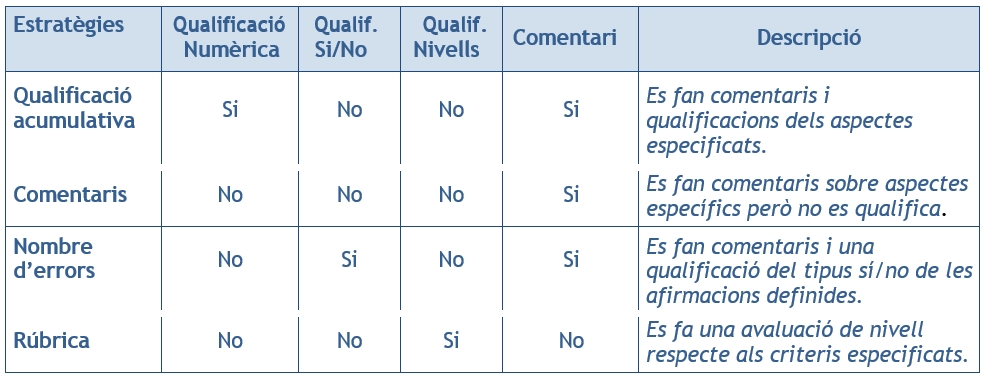 Estratègies
Qualificació
Numèrica
Qualif.
Si/No
Qualif.
Nivells
Comentari
Descripció
Qualificació
acumulativa
Si
No
No
Si
Es fan comentaris i
qualificacions dels aspectes
especificats.
Comentaris
No
No
No
Si
Es fan comentaris sobre aspectes
específics però no es qualifica.
Nombre
d’errors
No
Si
No
Si
Es fan comentaris i una
qualificació del tipus sí/no de les
afirmacions definides.
Rúbrica
No
No
Si
No
Es fa una avaluació de nivell
respecte als criteris especificats.